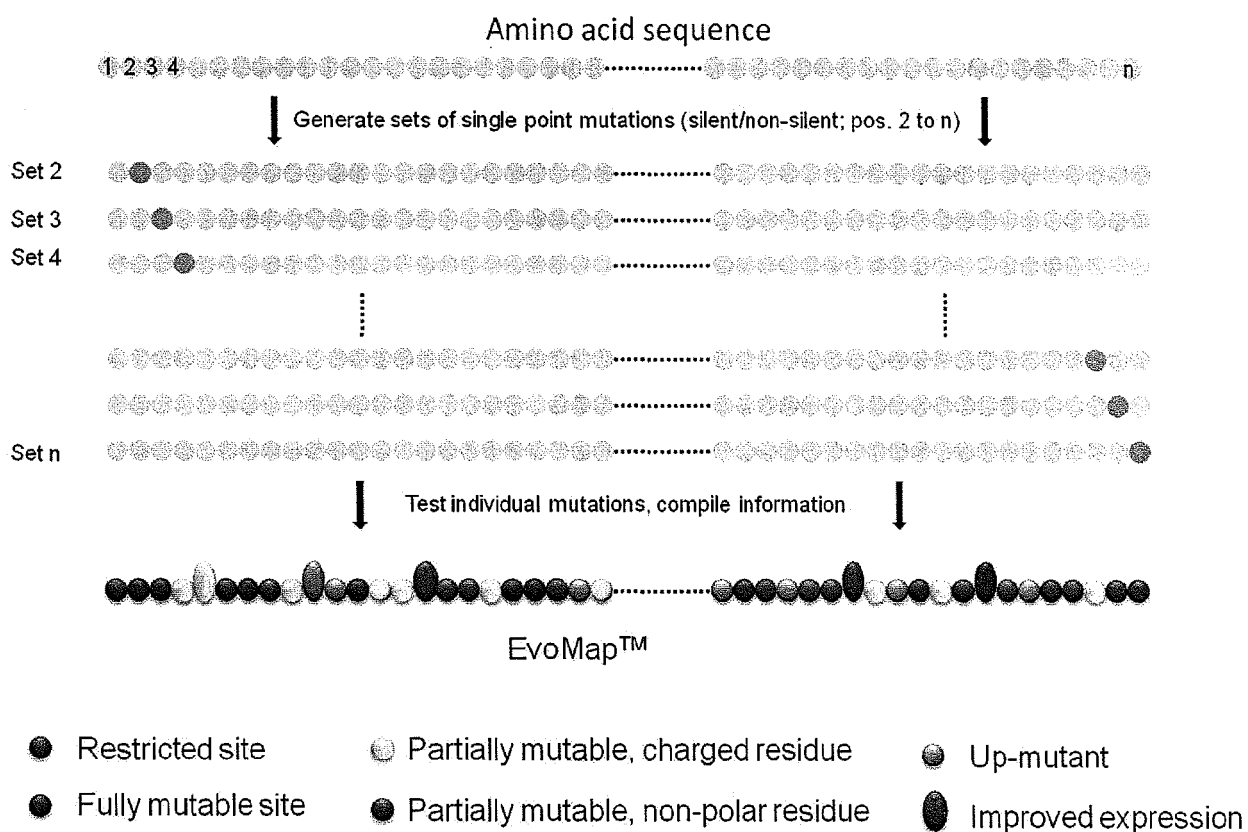 Amino acid sequence
1 2 3 4 n
Generate sets of single point mutations (silent/non-silent; pos. 2 to n)
Set 2
Set 3
Set 4
Set n
Test individual mutations, compile information
EvoMap™
Restricted site
Partially mutable, charged residue
Up-mutant
Fully mutable site
Partially mutable, non-polar residue
Improved expression